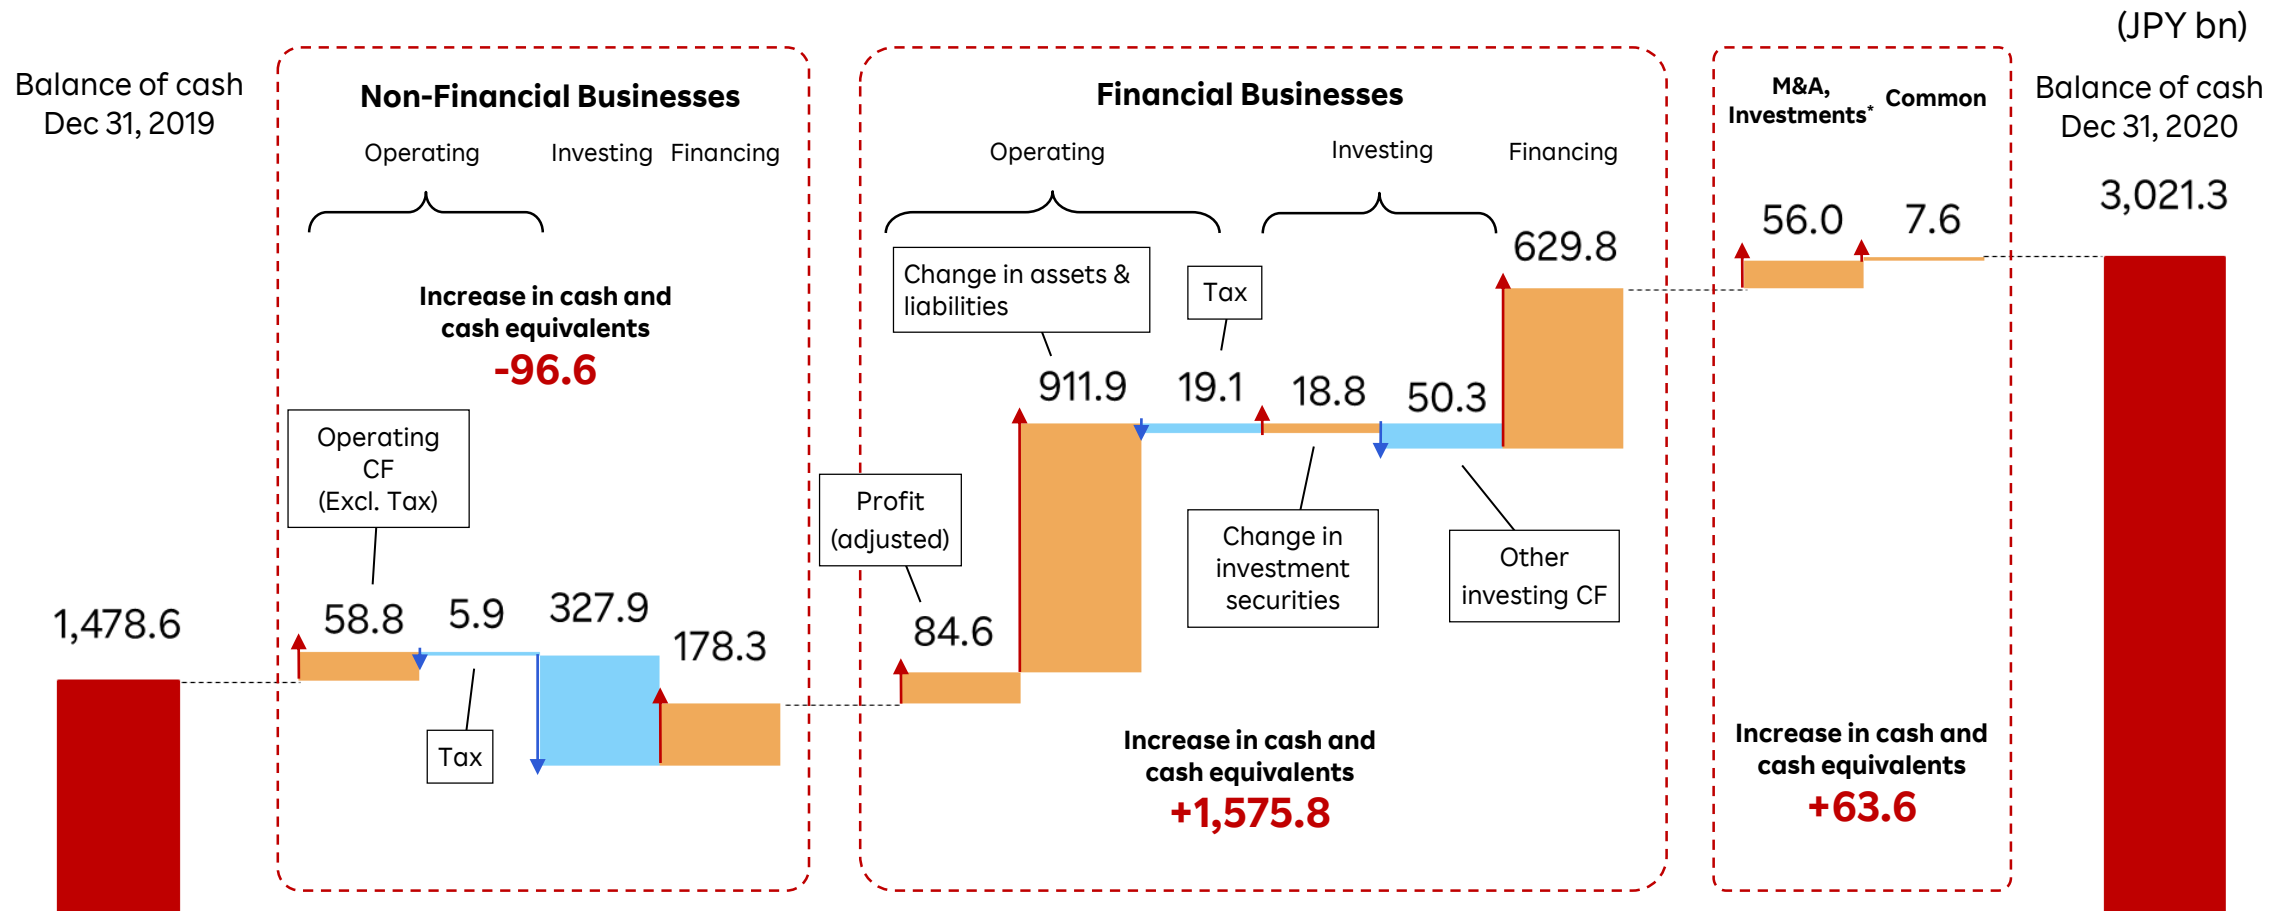 (JPY bn)
Balance of cash
Dec 31, 2019
1,478.6
Non-Financial Businesses
Operating
Investing
Financing
Increase in cash and
cash equivalents
-96.6
Operating
CF
(Excl. Tax)
58.8
5.9
327.9
178.3
Tax
Financial Businesses
Operating
Investing
Financing
Change in assets &
liabilities
Tax
629.8
911.9
19.1
18.8
50.3
Profit
(adjusted)
84.6
Change in
investment
securities
Other
investing CF
Increase in cash and
cash equivalents
+1,575.8
M&A,
Investments*
Common
56.0
7.6
Increase in cash and
cash equivalents
+63.6
Balance of cash
Dec 31, 2020
3,021.3